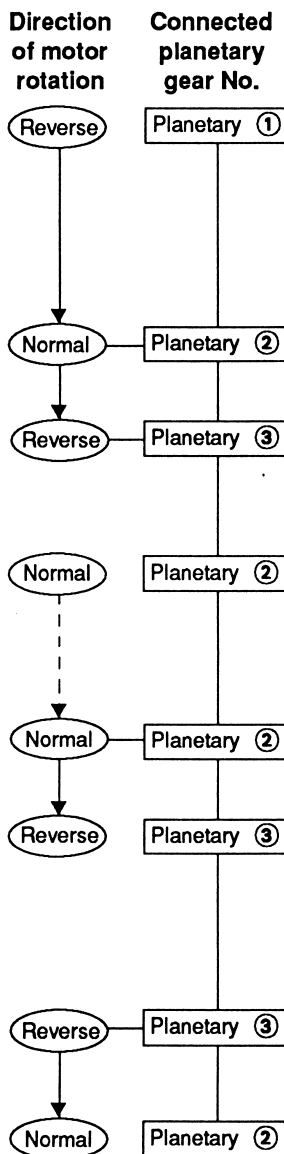 Direction of motor rotation
Connected planetary gear No.
Reverse Planetary ①
Normal Planetary ②
Reverse Planetary ③
Normal Planetary ②
Normal Planetary ②
Reverse Planetary ③
Reverse Planetary ③
Normal Planetary ②